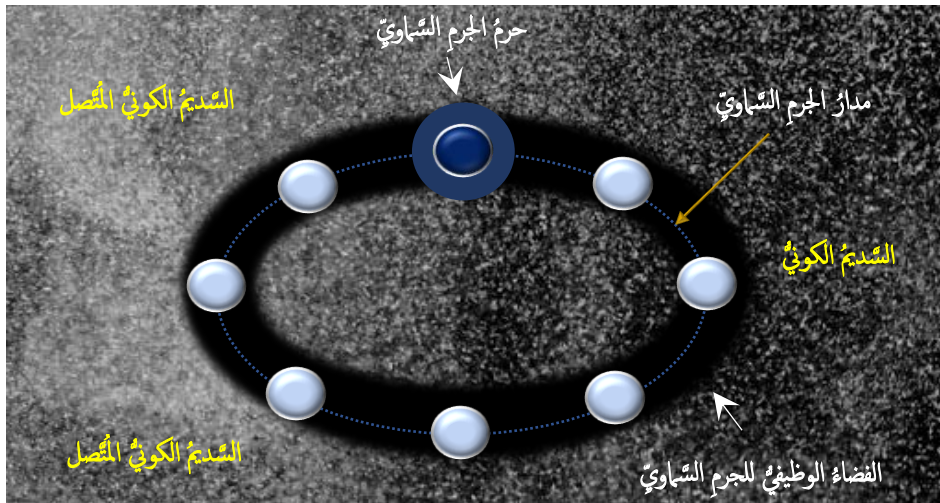 حرمُ الجرمِ السَّماويِّ
مدارُ الجرمِ السَّماويِّ
السَّديمُ الكونيُّ المُتَّصل
السَّديمُ الكونيُّ
السَّديمُ الكونيُّ المُتَّصل
الفضاءُ الوظيفيُّ للجرمِ السَّماويِّ